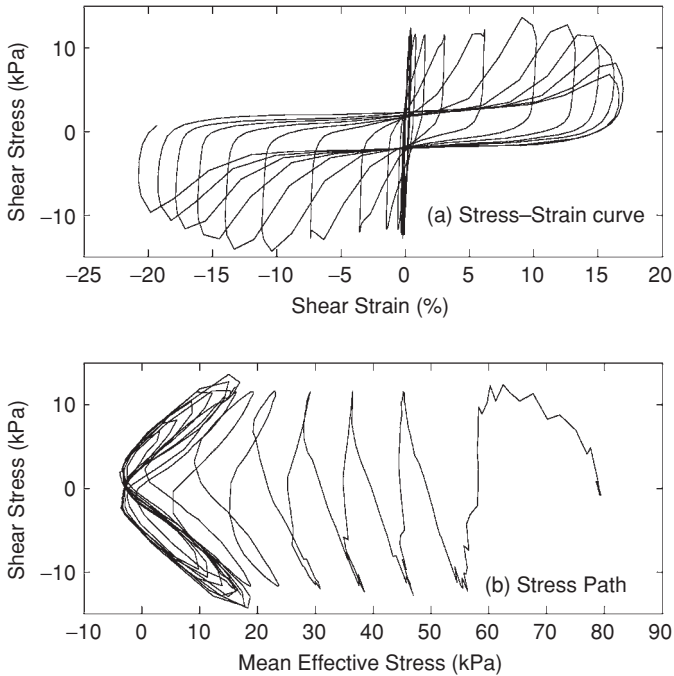 10
0
−10
Shear Stress (kPa)
(a) Stress–Strain curve
−25 −20 −15 −10 −5 0 5 10 15 20
Shear Strain (%)
10
0
−10
Shear Stress (kPa)
(b) Stress Path
−10 0 10 20 30 40 50 60 70 80 90
Mean Effective Stress (kPa)